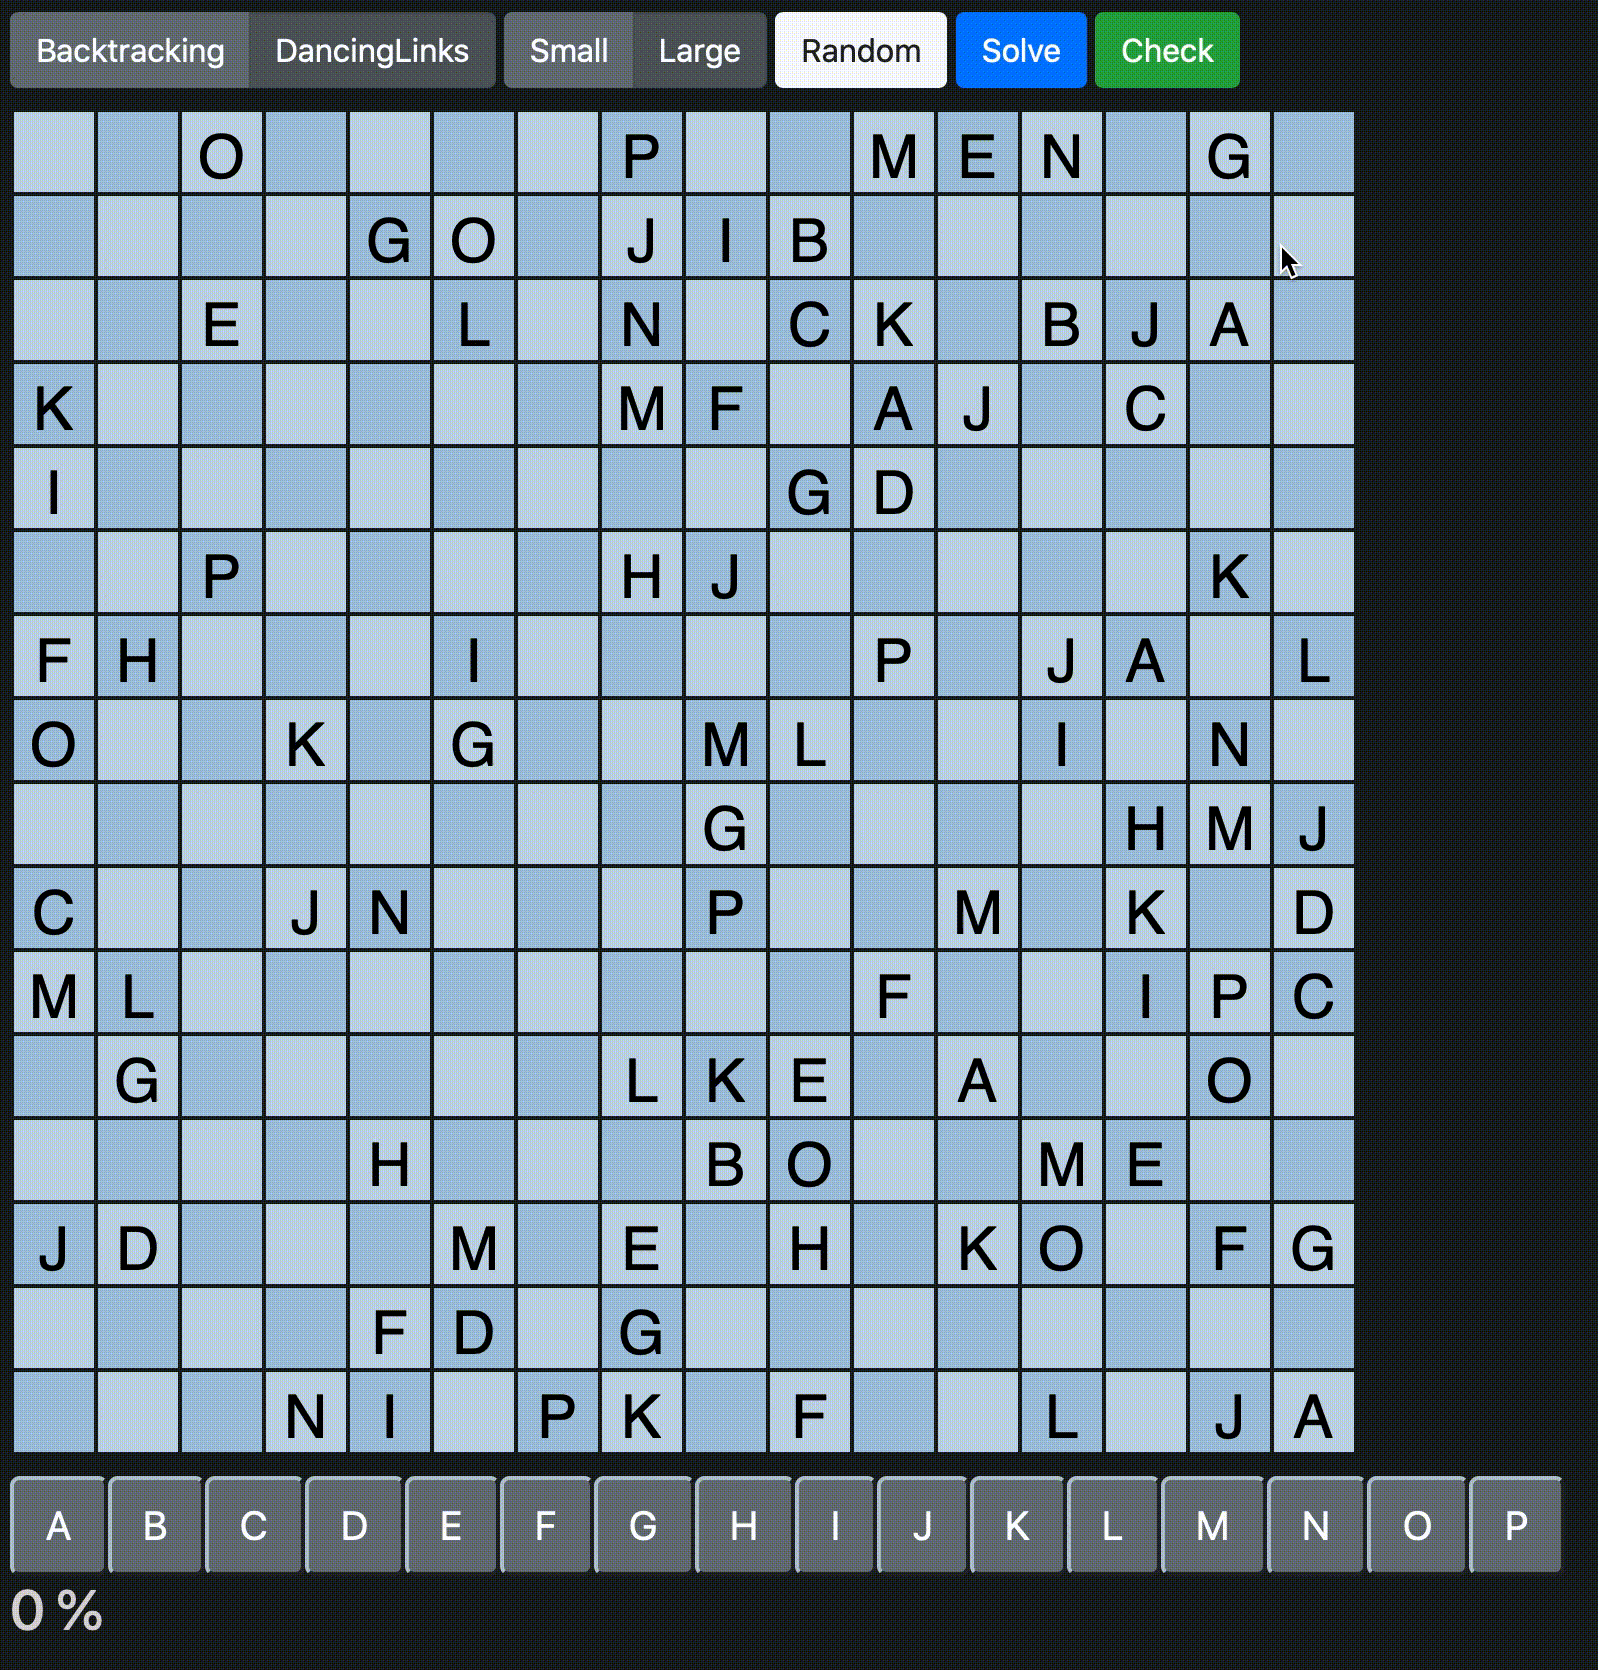 Backtracking DancingLinks Small Large Random Solve Check
O P M E N G
G O J I B
E L N C K B J A
K M F A J C
I G D
P H J K
F H I P J A L
O K G M L I N
G H M J
C J N P M K D
M L F I P C
G L K E A O
H B O M E
J D M E H K O F G
F D G
N I P K F L J A
A B C D E F G H I J K L M N O P
0 %